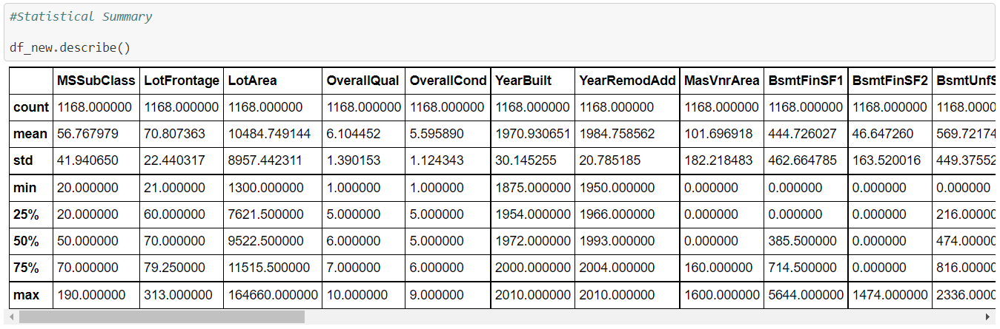 #Statistical Summary
df_new.describe()
MSSubClass LotFrontage LotArea OverallQual OverallCond YearBuilt YearRemodAdd MasVnrArea BsmtFinSF1 BsmtFinSF2 BsmtUnfS
count 1168.000000 1168.000000 1168.000000 1168.000000 1168.000000 1168.000000 1168.000000 1168.000000 1168.000000 1168.000000 1168.0000
mean 56.767979 70.807363 10484.749144 6.104452 5.595890 1970.930651 1984.758562 101.696918 444.726027 46.647260 569.72174
std 41.940650 22.440317 8957.442311 1.390153 1.124343 30.145255 20.785185 182.218483 462.664785 163.520016 449.37552
min 20.000000 21.000000 1300.000000 1.000000 1.000000 1875.000000 1950.000000 0.000000 0.000000 0.000000 0.000000
25% 20.000000 60.000000 7621.500000 5.000000 5.000000 1954.000000 1966.000000 0.000000 0.000000 0.000000 216.00000
50% 50.000000 70.000000 9522.500000 6.000000 5.000000 1972.000000 1993.000000 0.000000 385.500000 0.000000 474.00000
75% 70.000000 79.250000 11515.500000 7.000000 6.000000 2000.000000 2004.000000 160.000000 714.500000 0.000000 816.00000
max 190.000000 313.000000 164660.000000 10.000000 9.000000 2010.000000 2010.000000 1600.000000 5644.000000 1474.000000 2336.0000